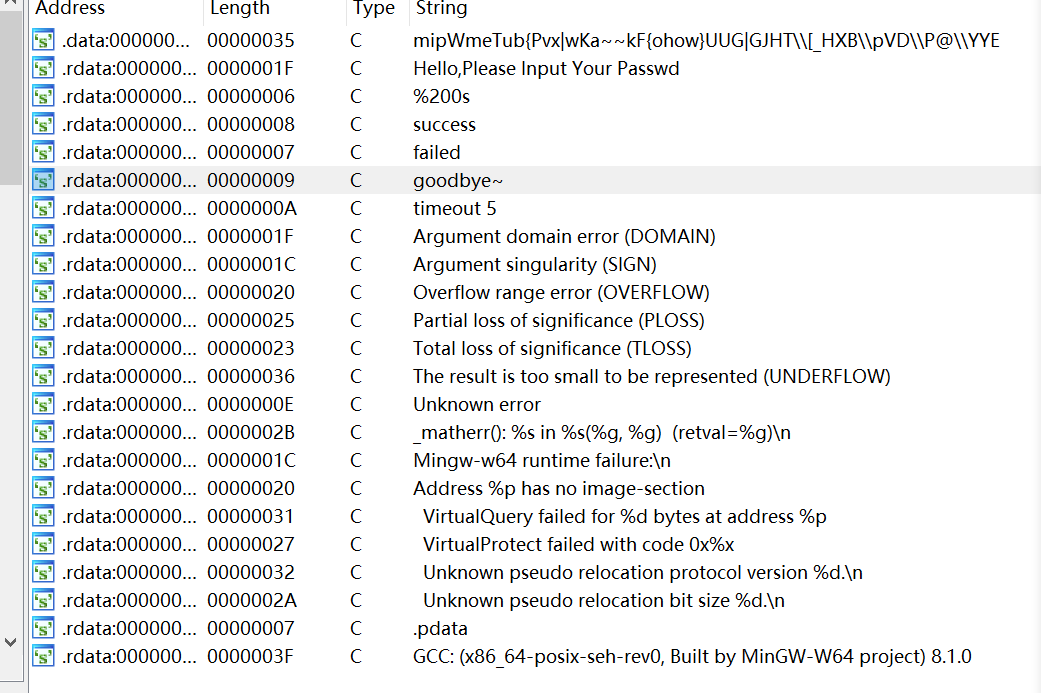 Address Length Type String
.data:000000... 00000035 C mipWmeTub{Pvx|wKa~~kF{ohow}UUG|GJHT\\[_HXB\\pVD\\P@\\YYE
.rdata:000000... 0000001F C Hello,Please Input Your Passwd
.rdata:000000... 00000006 C %200s
.rdata:000000... 00000008 C success
.rdata:000000... 00000007 C failed
.rdata:000000... 00000009 C goodbye~
.rdata:000000... 0000000A C timeout 5
.rdata:000000... 0000001F C Argument domain error (DOMAIN)
.rdata:000000... 0000001C C Argument singularity (SIGN)
.rdata:000000... 00000020 C Overflow range error (OVERFLOW)
.rdata:000000... 00000025 C Partial loss of significance (PLOSS)
.rdata:000000... 00000023 C Total loss of significance (TLOSS)
.rdata:000000... 00000036 C The result is too small to be represented (UNDERFLOW)
.rdata:000000... 0000000E C Unknown error
.rdata:000000... 0000002B C _matherr(): %s in %s(%g, %g)  (retval=%g)\n
.rdata:000000... 0000001C C Mingw-w64 runtime failure:\n
.rdata:000000... 00000020 C Address %p has no image-section
.rdata:000000... 00000031 C   VirtualQuery failed for %d bytes at address %p
.rdata:000000... 00000027 C   VirtualProtect failed with code 0x%x
.rdata:000000... 00000032 C   Unknown pseudo relocation protocol version %d.\n
.rdata:000000... 0000002A C   Unknown pseudo relocation bit size %d.\n
.rdata:000000... 00000007 C .pdata
.rdata:000000... 0000003F C GCC: (x86_64-posix-seh-rev0, Built by MinGW-W64 project) 8.1.0